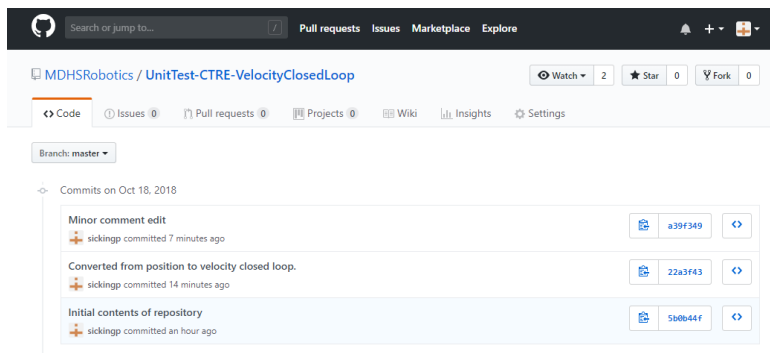 Search or jump to... / Pull requests Issues Marketplace Explore
MDHSRobotics / UnitTest-CTRE-VelocityClosedLoop Watch 2 Star 0 Fork 0
Code Issues 0 Pull requests 0 Projects 0 Wiki Insights Settings
Branch: master
Commits on Oct 18, 2018
Minor comment edit
sickingp committed 7 minutes ago a39f349
Converted from position to velocity closed loop.
sickingp committed 14 minutes ago 22a3f43
Initial contents of repository
sickingp committed an hour ago 5b0b44f